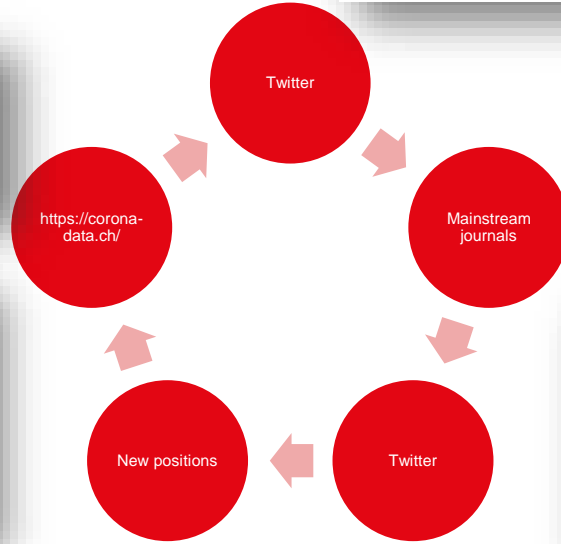 Twitter
Mainstream
journals
Twitter
New positions
https://corona-
data.ch/